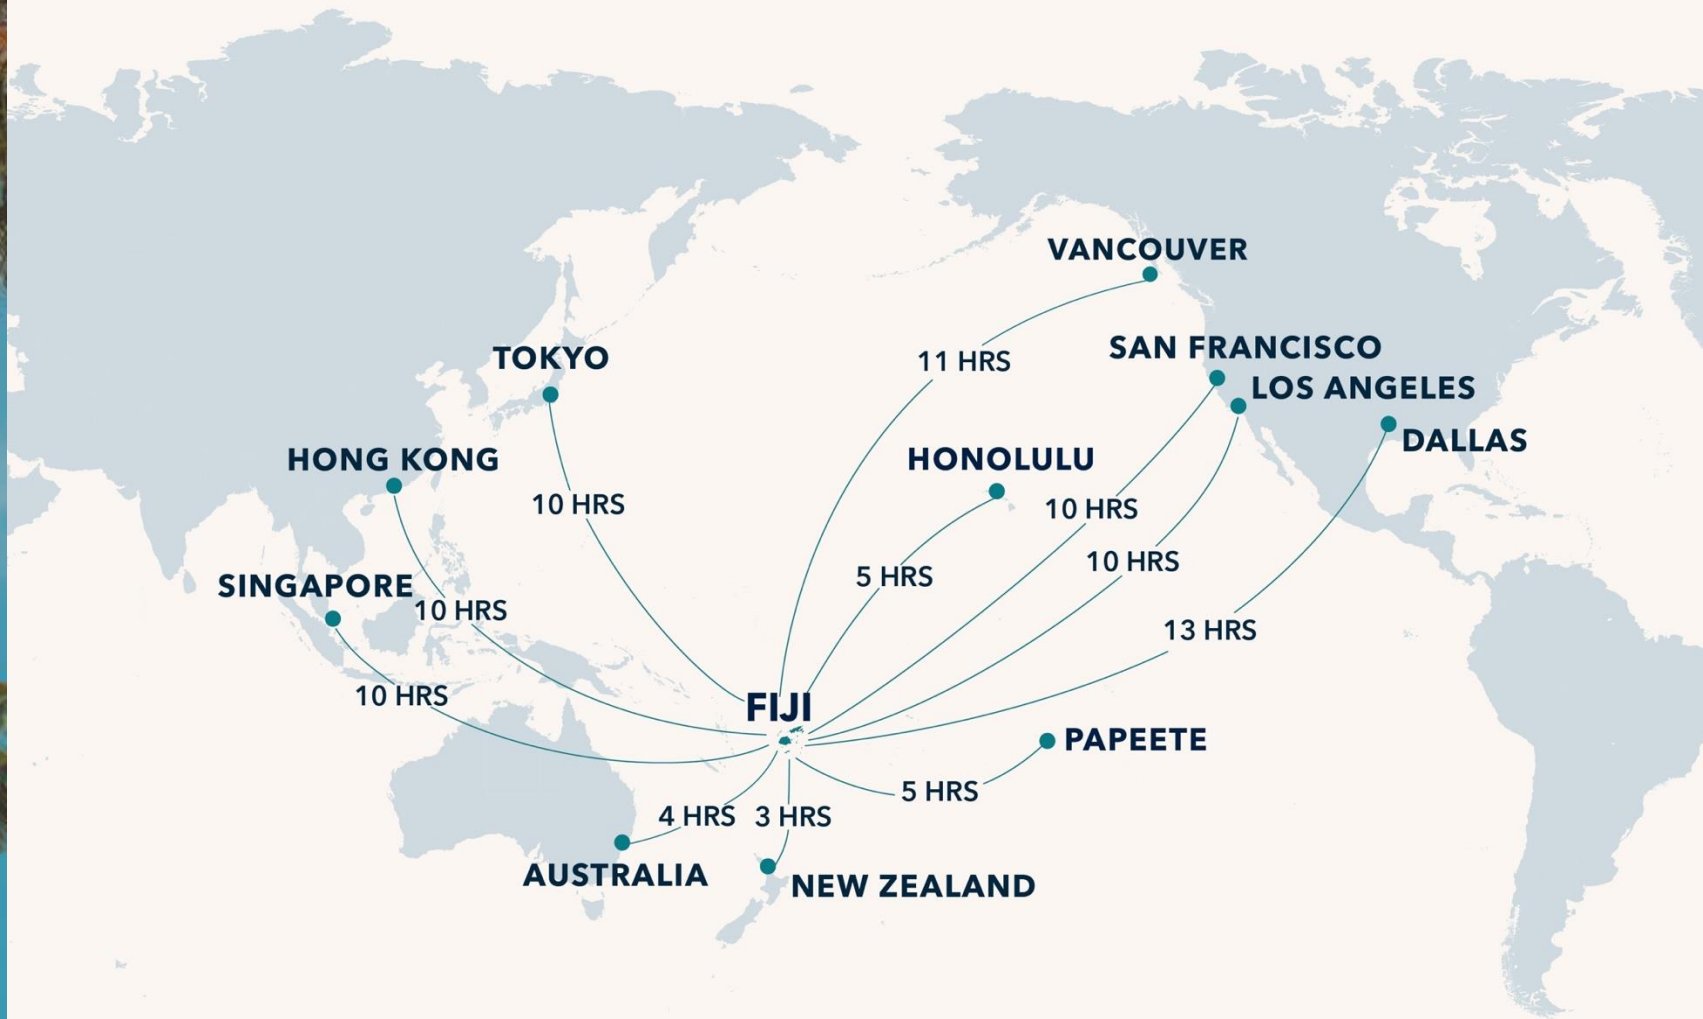 VANCOUVER
SAN FRANCISCO
TOKYO
11 HRS
LOS ANGELES
DALLAS
HONG KONG
HONOLULU
10 HRS
10 HRS
10 HRS
5 HRS
SINGAPORE
10 HRS
13 HRS
10 HRS
FIJI
PAPEETE
5 HRS
4 HRS
3 HRS
AUSTRALIA
NEW ZEALAND